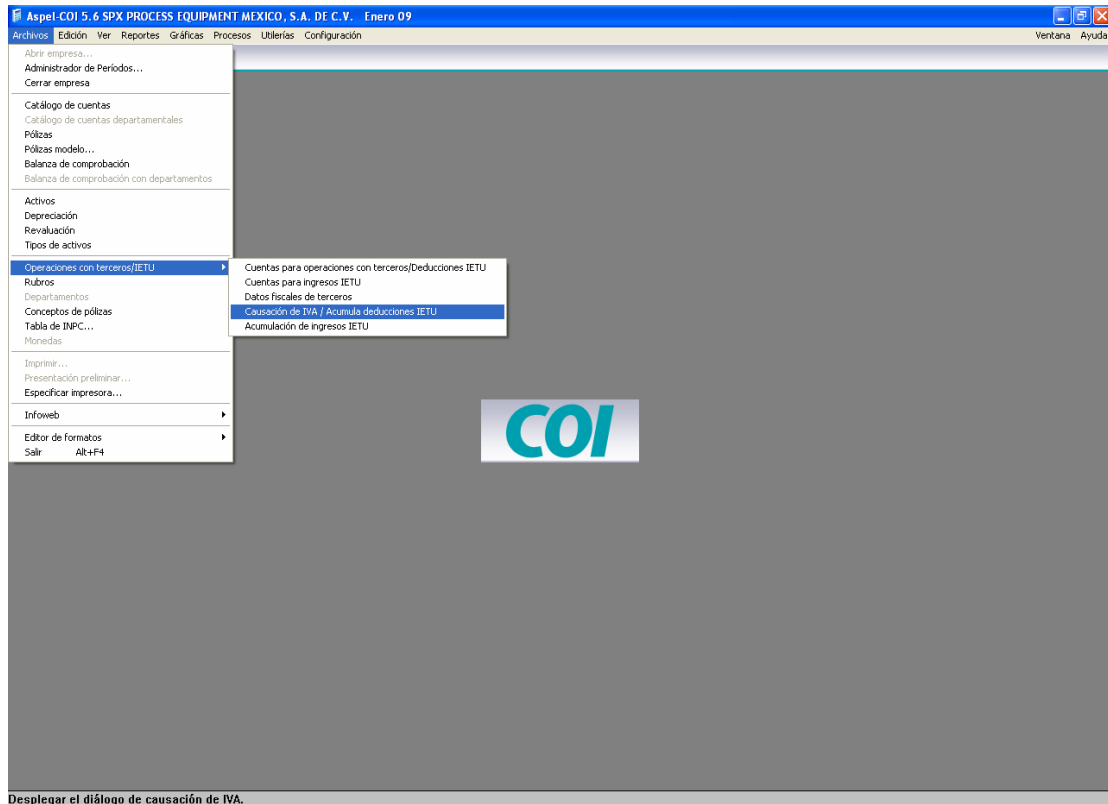 Aspel-COI 5.6 SPX PROCESS EQUIPMENT MEXICO, S.A. DE C.V. Enero 09
Archivos Edición Ver Reportes Gráficas Procesos Utilerías Configuración Ventana Ayuda
Abrir empresa...
Administrador de Períodos...
Cerrar empresa
Catálogo de cuentas
Catálogo de cuentas departamentales
Pólizas
Pólizas modelo...
Balanza de comprobación
Balanza de comprobación con departamentos
Activos
Depreciación
Revaluación
Tipos de activos
Operaciones con terceros/IETU
Cuentas para operaciones con terceros/Deducciones IETU
Rubros
Cuentas para ingresos IETU
Departamentos
Datos fiscales de terceros
Conceptos de pólizas
Causación de IVA / Acumula deducciones IETU
Tabla de INPC...
Acumulación de ingresos IETU
Monedas
Imprimir...
Presentación preliminar...
Especificar impresora...
Infoweb
Editor de formatos
Salir Alt+F4
COI
Desplegar el diálogo de causación de IVA.